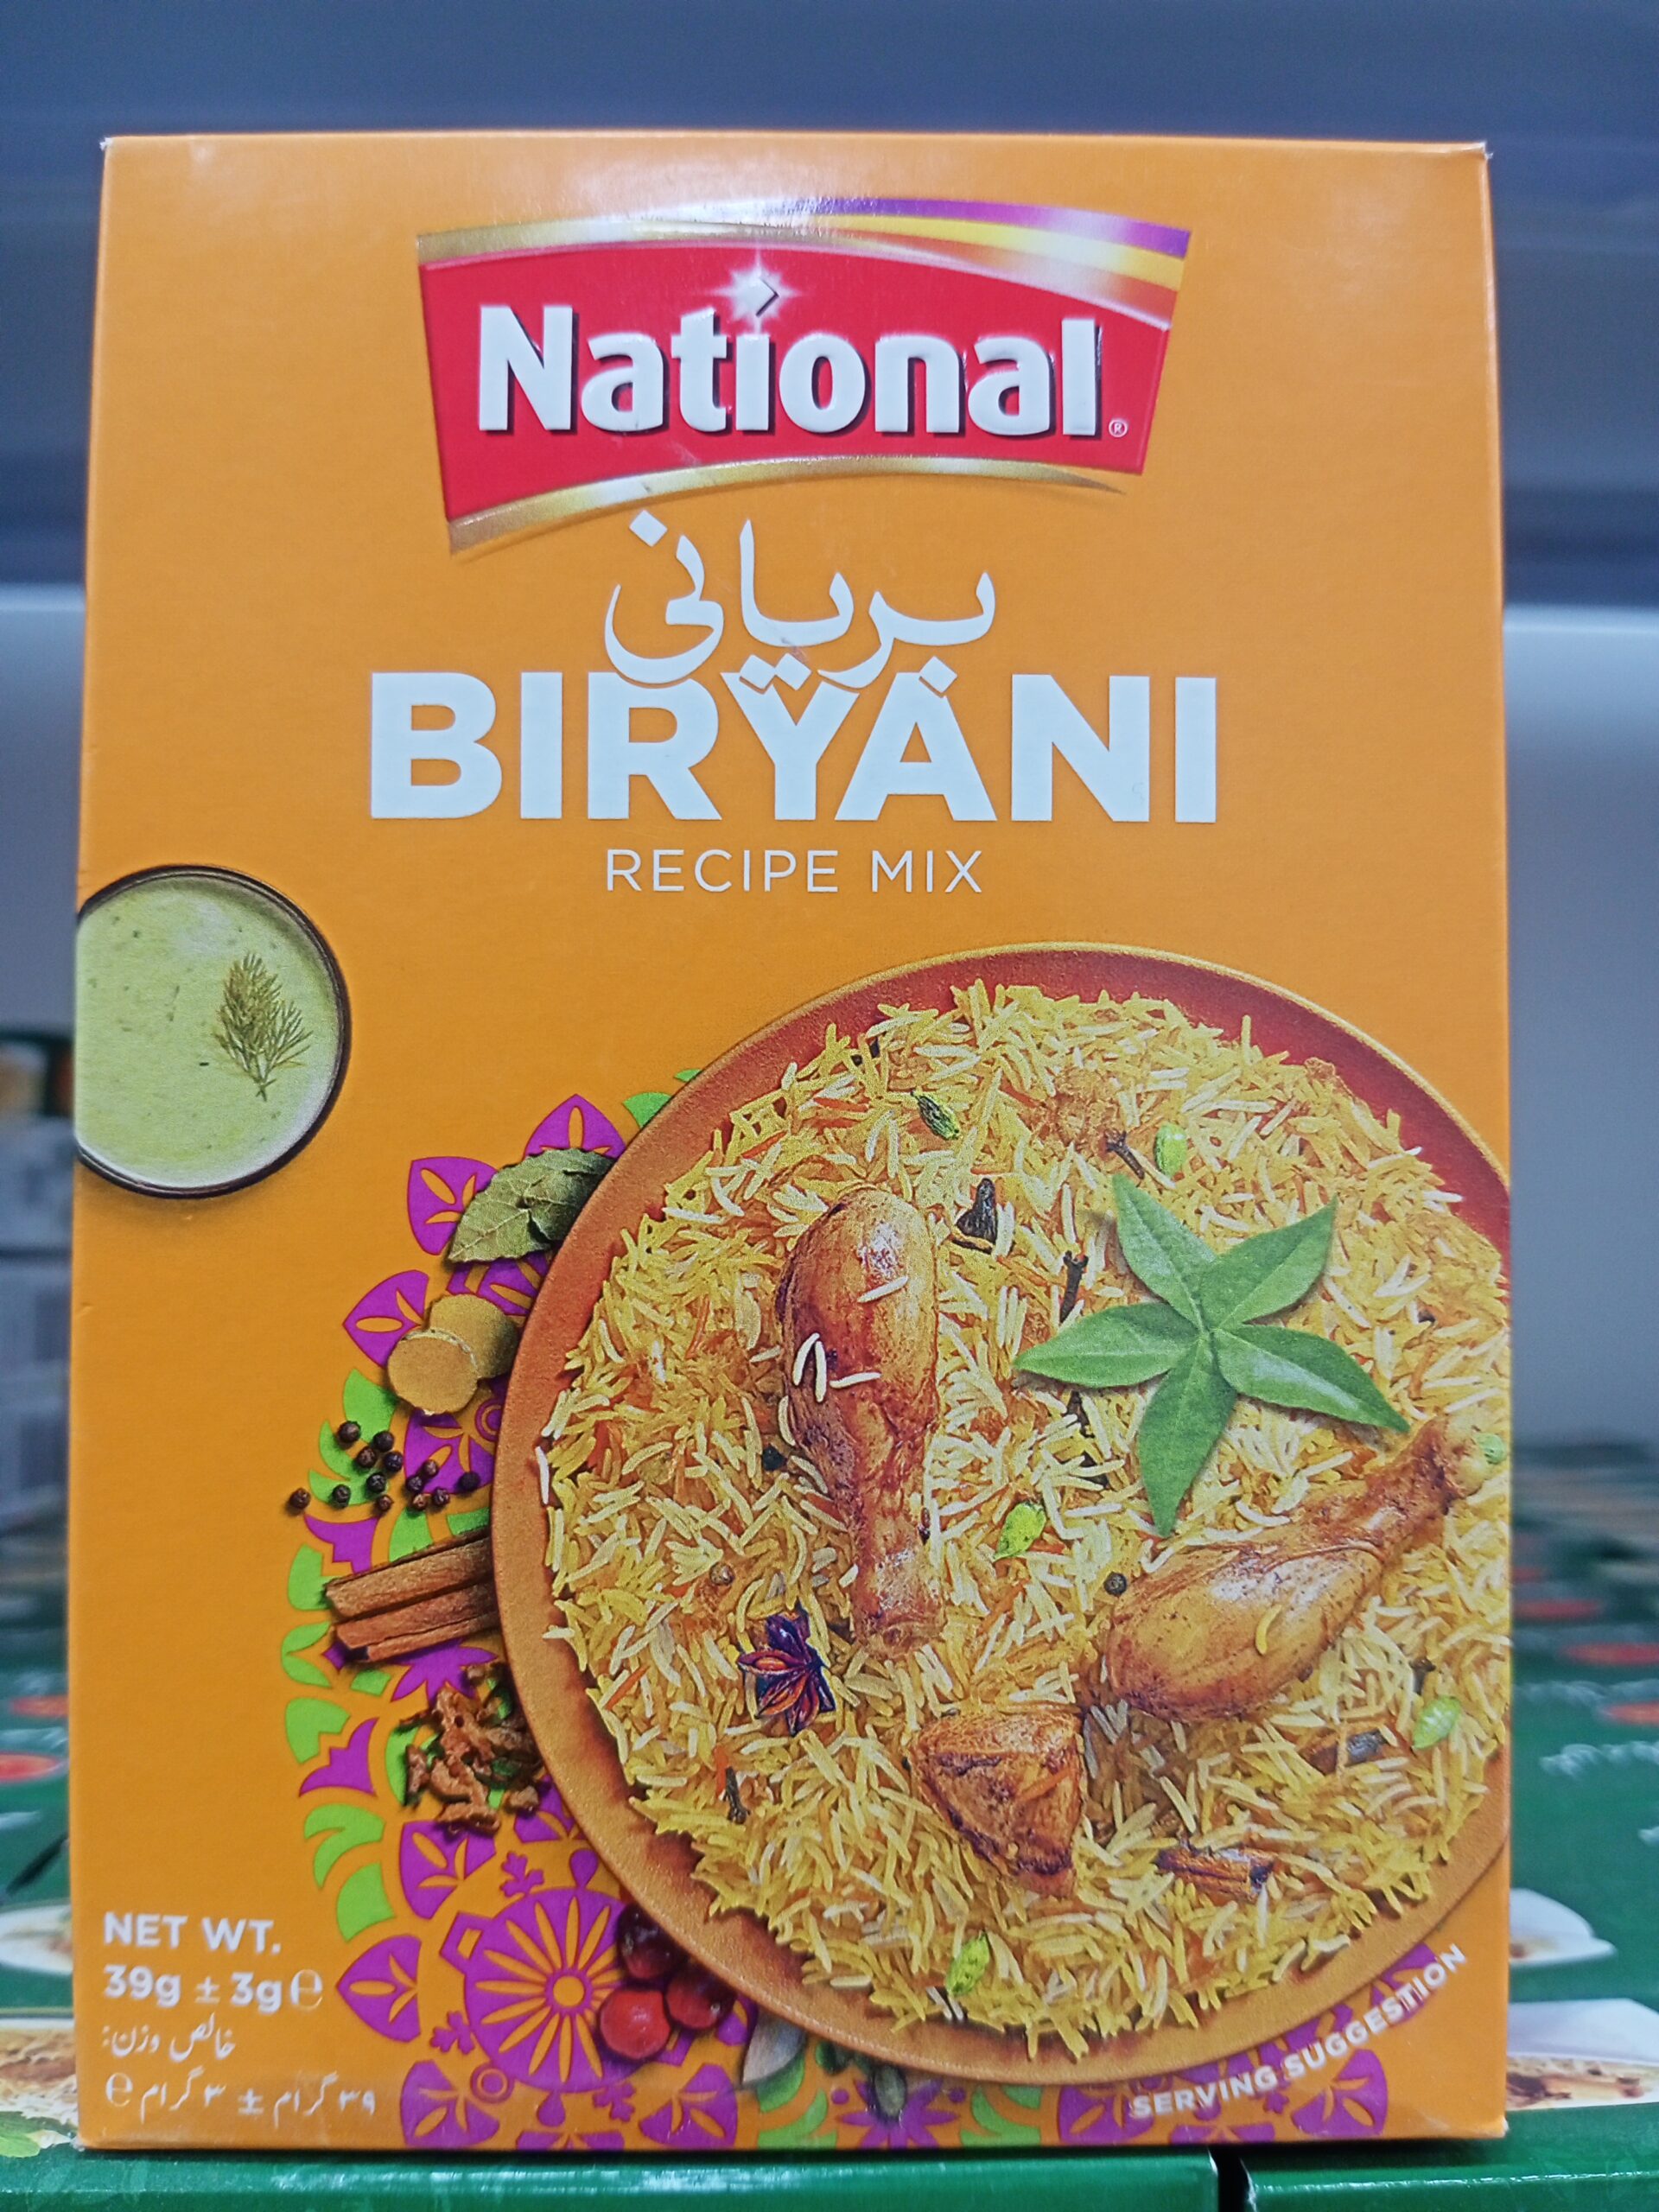 National®
بریانی
BIRYANI
RECIPE MIX
NET WT.
39g ± 3g ℮
خالص وزن:
۳۹ گرام ± ۳ گرام ℮
SERVING SUGGESTION